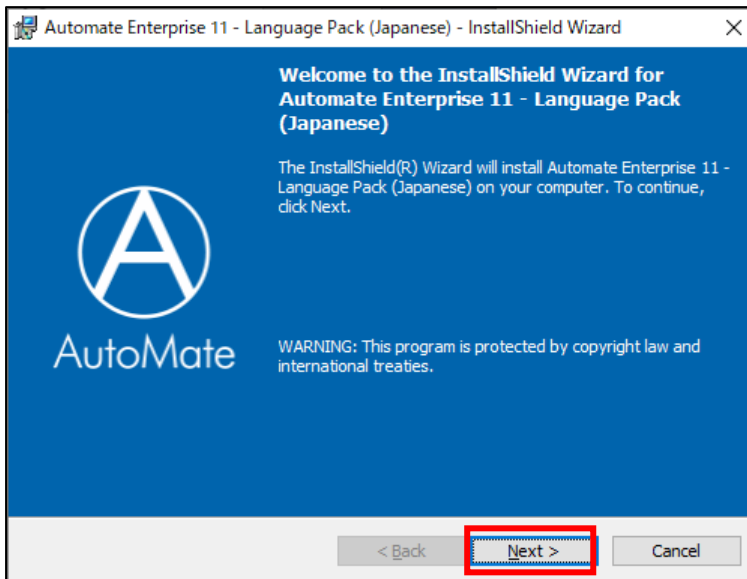 Automate Enterprise 11 - Language Pack (Japanese) - InstallShield Wizard
Welcome to the InstallShield Wizard for
Automate Enterprise 11 - Language Pack
(Japanese)
The InstallShield(R) Wizard will install Automate Enterprise 11 -
Language Pack (Japanese) on your computer. To continue,
click Next.
AutoMate
WARNING: This program is protected by copyright law and
international treaties.
< Back Next > Cancel